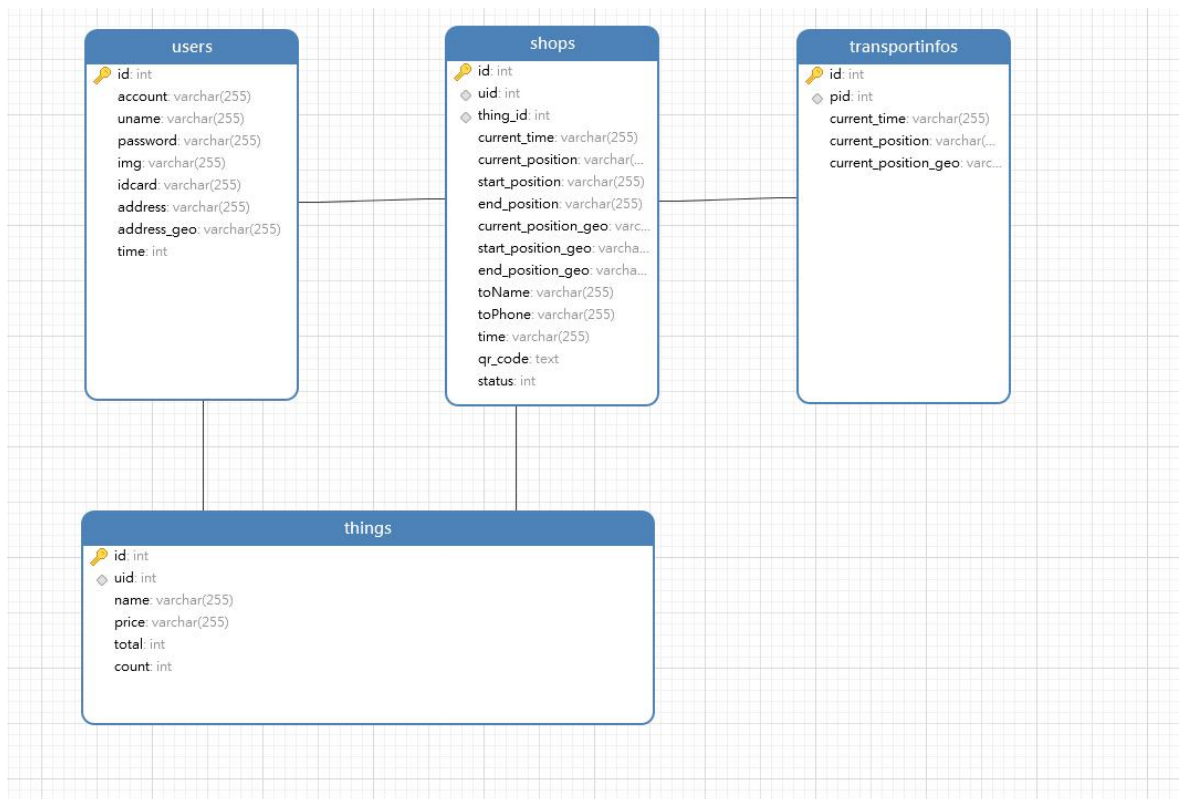 users
id: int
account: varchar(255)
uname: varchar(255)
password: varchar(255)
img: varchar(255)
idcard: varchar(255)
address: varchar(255)
address_geo: varchar(255)
time: int
shops
id: int
uid: int
thing_id: int
current_time: varchar(255)
current_position: varchar(...
start_position: varchar(255)
end_position: varchar(255)
current_position_geo: varc...
start_position_geo: varcha...
end_position_geo: varcha...
toName: varchar(255)
toPhone: varchar(255)
time: varchar(255)
qr_code: text
status: int
transportinfos
id: int
pid: int
current_time: varchar(255)
current_position: varchar(...
current_position_geo: varc...
things
id: int
uid: int
name: varchar(255)
price: varchar(255)
total: int
count: int